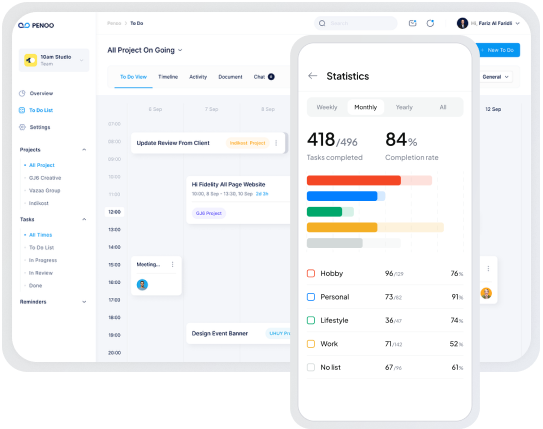 PENOO
Penoo
To Do
Search
Hi, Fariz Al Faridi
10am Studio
Team
All Project On Going
New To Do
To Do View
Timeline
Activity
Document
Chat
4
General
Overview
To Do List
Settings
Projects
All Project
GJ6 Creative
Vazao Group
Indikost
Tasks
All Times
To Do List
In Progress
In Review
Done
Reminders
6 Sep
7 Sep
8 Sep
12 Sep
07:00
08:00
09:00
10:00
11:00
12:00
13:00
14:00
15:00
16:00
17:00
18:00
19:00
20:00
Update Review From Client
Indikost Project
Hi Fidelity All Page Website
10:00, 8 Sep - 13:30, 10 Sep
2d 3h
GJ6 Project
Meeting...
Design Event Banner
Statistics
Weekly
Monthly
Yearly
All
418/496
Tasks completed
84%
Completion rate
Hobby
96/129
76%
Personal
73/82
91%
Lifestyle
36/47
74%
Work
71/142
52%
No list
67/96
61%